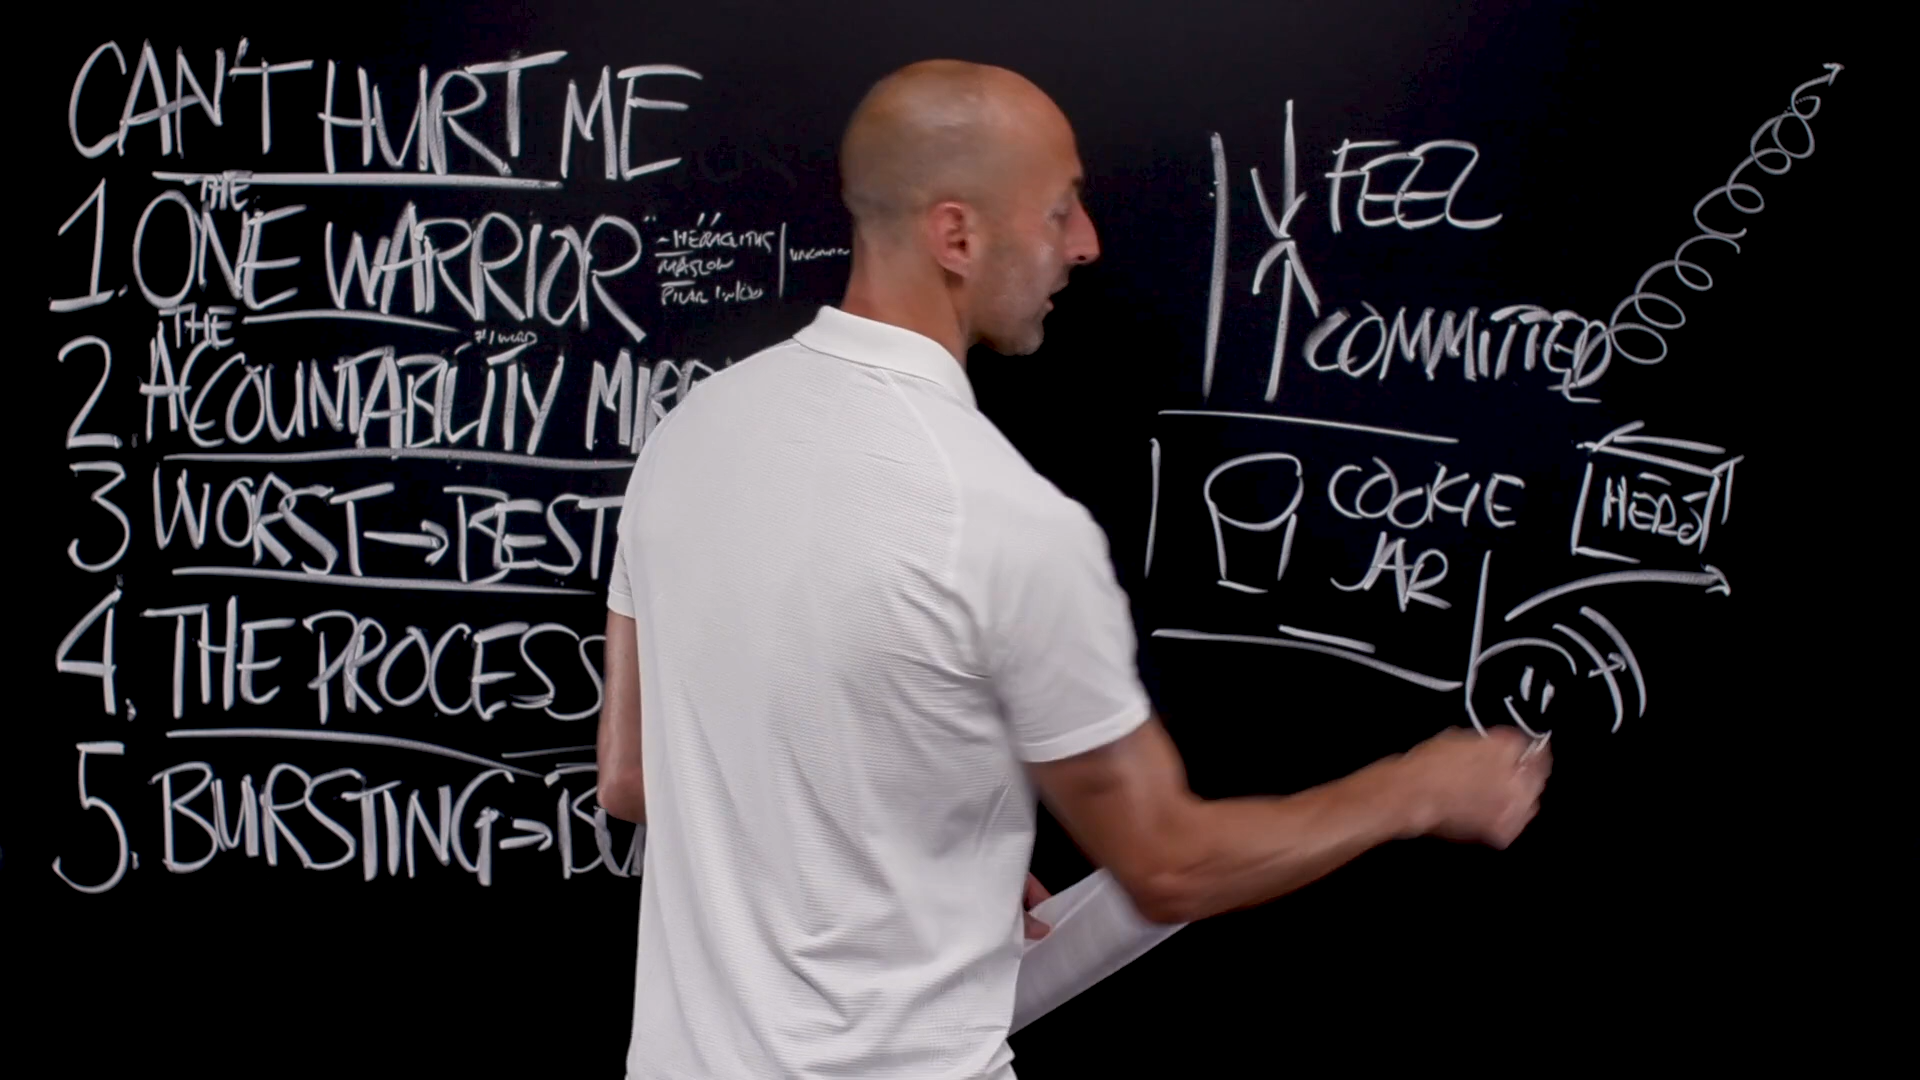 CAN'T HURT ME
1. THE ONE WARRIOR"
- HERACLITUS
MASLOW
2. THE ACCOUNTABILITY
3 WORST → BEST
4. THE PROCESS
5. BURSTING →
FEEL
COMMITTED
COOKIE
JAR
HERO